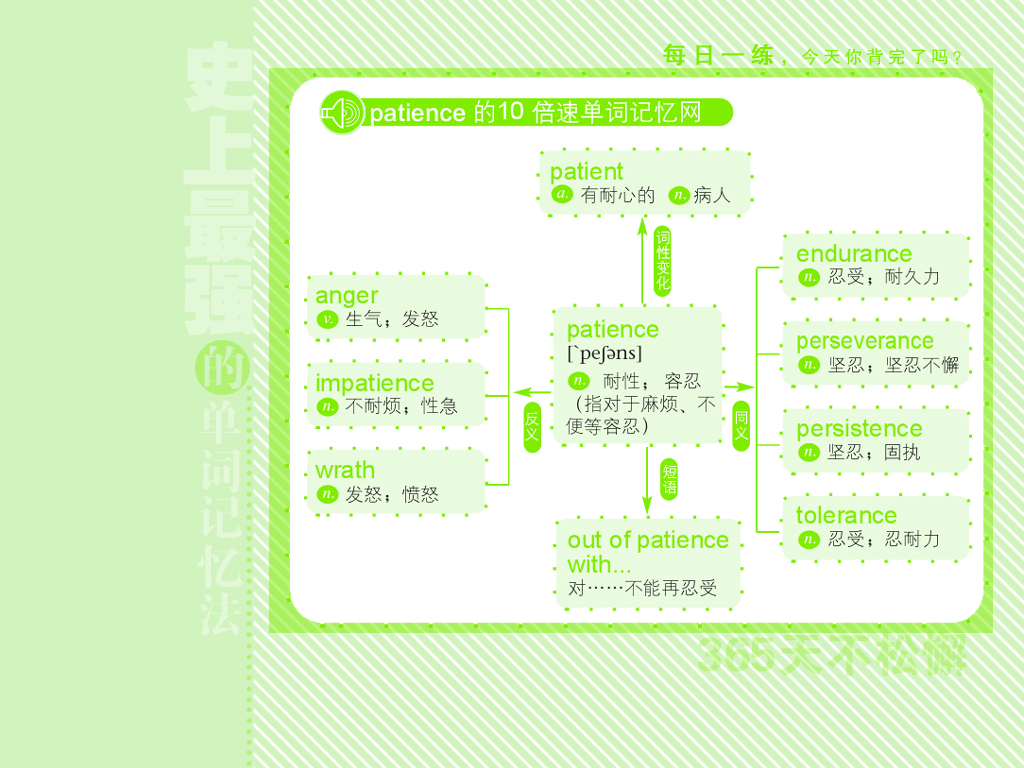 每日一练，今天你背完了吗?
史上最强的单词记忆法
patience 的10 倍速单词记忆网
patient
a. 有耐心的 n. 病人
词性变化
anger
v. 生气；发怒
impatience
n. 不耐烦；性急
wrath
n. 发怒；愤怒
反义
patience
[`peʃəns]
n. 耐性； 容忍
（指对于麻烦、不
便等容忍）
同义
endurance
n. 忍受；耐久力
perseverance
n. 坚忍；坚忍不懈
persistence
n. 坚忍；固执
tolerance
n. 忍受；忍耐力
短语
out of patience
with...
对……不能再忍受
365天不松懈